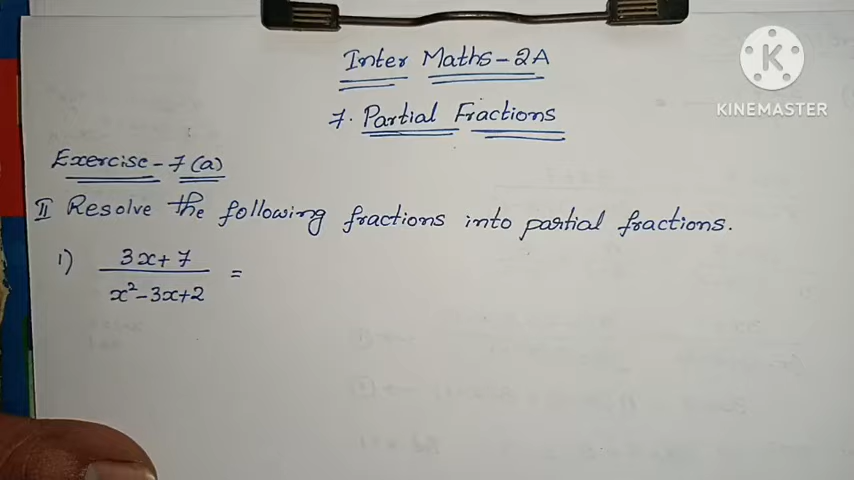 Inter Maths-2A
KINEMASTER
7. Partial Fractions
Exercise-7(a)
II Resolve the following fractions into partial fractions.
1) 3x+7 / x²-3x+2 =